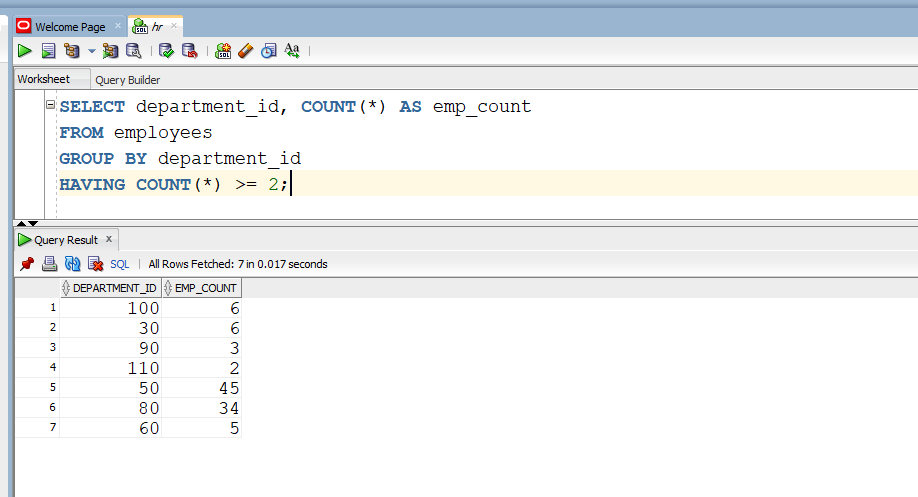 Welcome Page
hr
Worksheet Query Builder
SELECT department_id, COUNT(*) AS emp_count
FROM employees
GROUP BY department_id
HAVING COUNT(*) >= 2;
Query Result
SQL | All Rows Fetched: 7 in 0.017 seconds
DEPARTMENT_ID EMP_COUNT
1 100 6
2 30 6
3 90 3
4 110 2
5 50 45
6 80 34
7 60 5